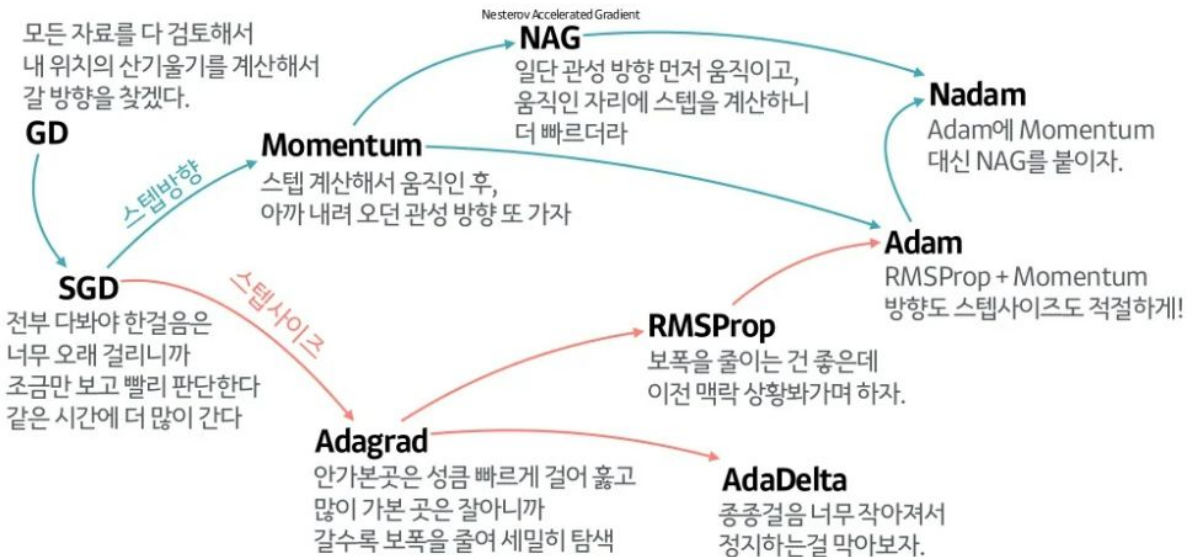 모든 자료를 다 검토해서
내 위치의 산기울기를 계산해서
갈 방향을 찾겠다.
GD
스텝방향
SGD
전부 다봐야 한걸음은
너무 오래 걸리니까
조금만 보고 빨리 판단한다
같은 시간에 더 많이 간다
Momentum
스텝 계산해서 움직인 후,
아까 내려 오던 관성 방향 또 가자
Nesterov Accelerated Gradient
NAG
일단 관성 방향 먼저 움직이고,
움직인 자리에 스텝을 계산하니
더 빠르더라
Nadam
Adam에 Momentum
대신 NAG를 붙이자.
Adam
RMSProp + Momentum
방향도 스텝사이즈도 적절하게!
스텝사이즈
RMSProp
보폭을 줄이는 건 좋은데
이전 맥락 상황봐가며 하자.
Adagrad
안가본곳은 성큼 빠르게 걸어 훓고
많이 가본 곳은 잘아니까
갈수록 보폭을 줄여 세밀히 탐색
AdaDelta
종종걸음 너무 작아져서
정지하는걸 막아보자.